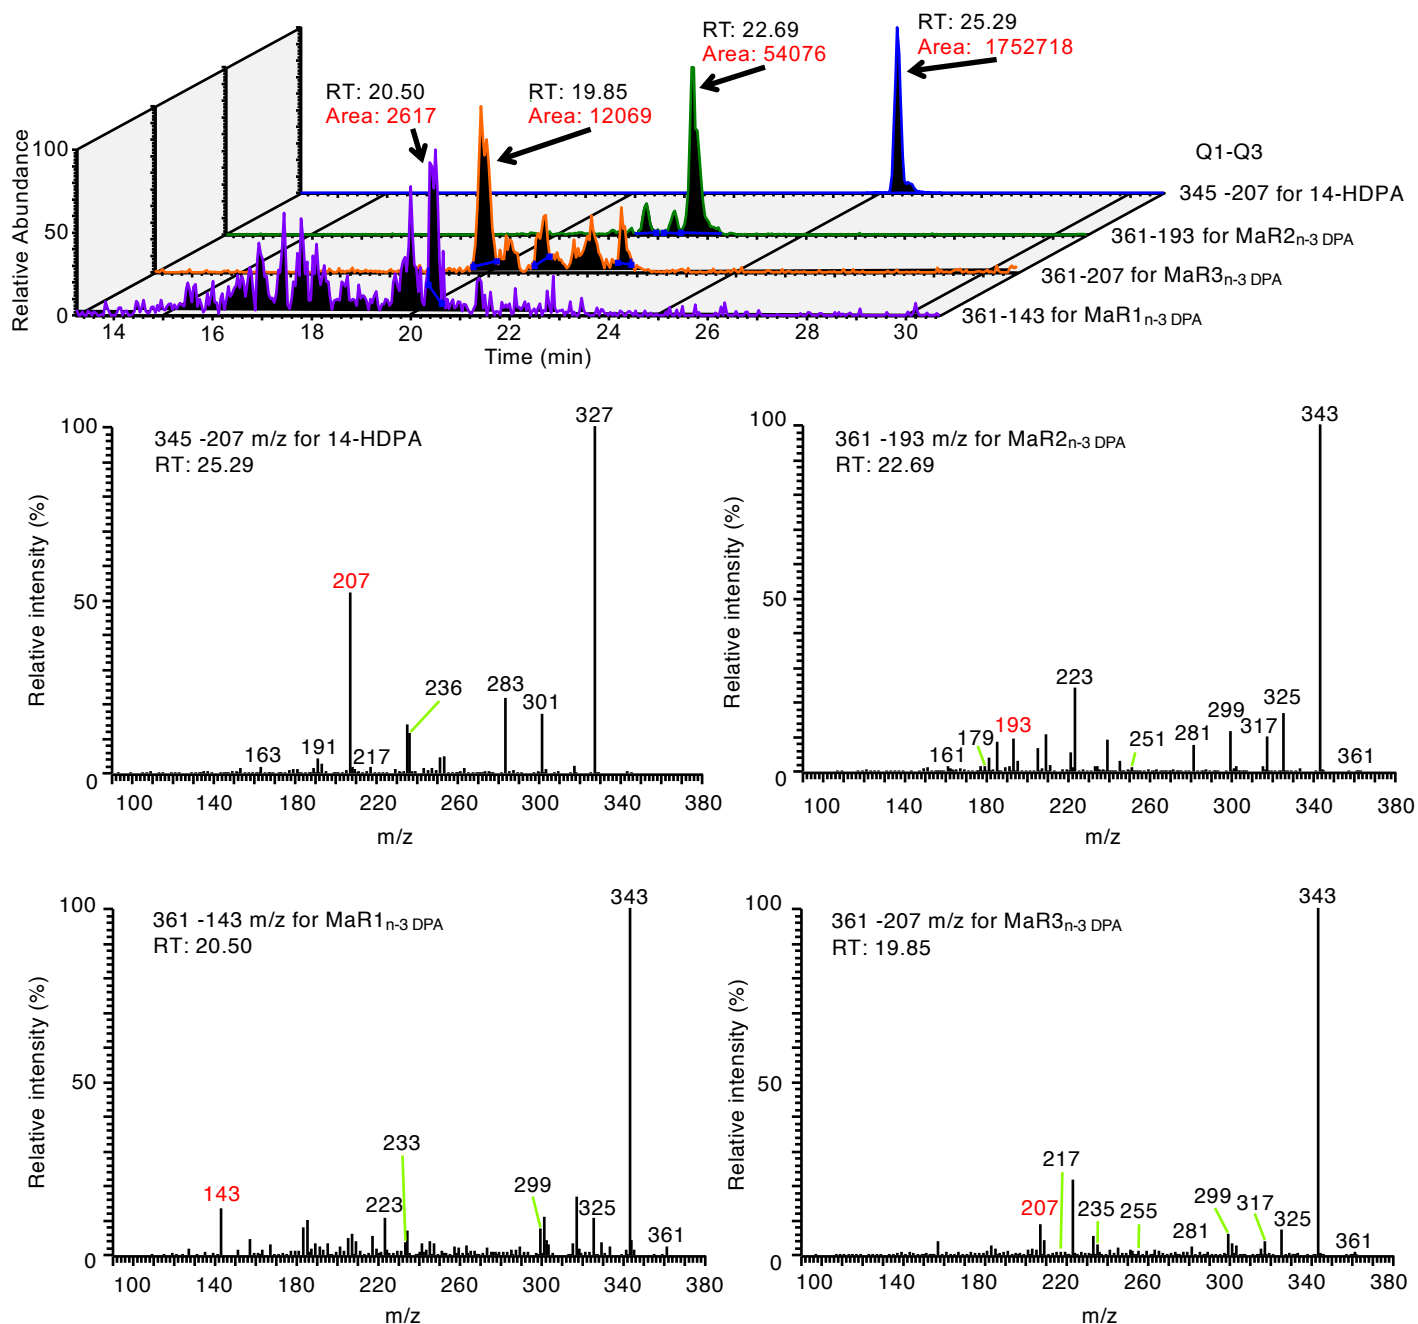 RT: 22.69
Area: 54076
RT: 25.29
Area: 1752718
RT: 20.50
Area: 2617
RT: 19.85
Area: 12069
Relative Abundance
100
50
0
14
16
18
20
22
24
26
28
30
Time (min)
Q1-Q3
345 -207 for 14-HDPA
361-193 for MaR2n-3 DPA
361-207 for MaR3n-3 DPA
361-143 for MaR1n-3 DPA
345 -207 m/z for 14-HDPA
RT: 25.29
Relative intensity (%)
100
50
0
163
191
207
217
236
283
301
327
100 140 180 220 260 300 340 380
m/z
361 -193 m/z for MaR2n-3 DPA
RT: 22.69
Relative intensity (%)
100
50
0
161
179
193
223
251
281
299
317
325
343
361
100 140 180 220 260 300 340 380
m/z
361 -143 m/z for MaR1n-3 DPA
RT: 20.50
Relative intensity (%)
100
50
0
143
223
233
299
325
343
361
100 140 180 220 260 300 340 380
m/z
361 -207 m/z for MaR3n-3 DPA
RT: 19.85
Relative intensity (%)
100
50
0
207
217
235
255
281
299
317
325
343
361
100 140 180 220 260 300 340 380
m/z